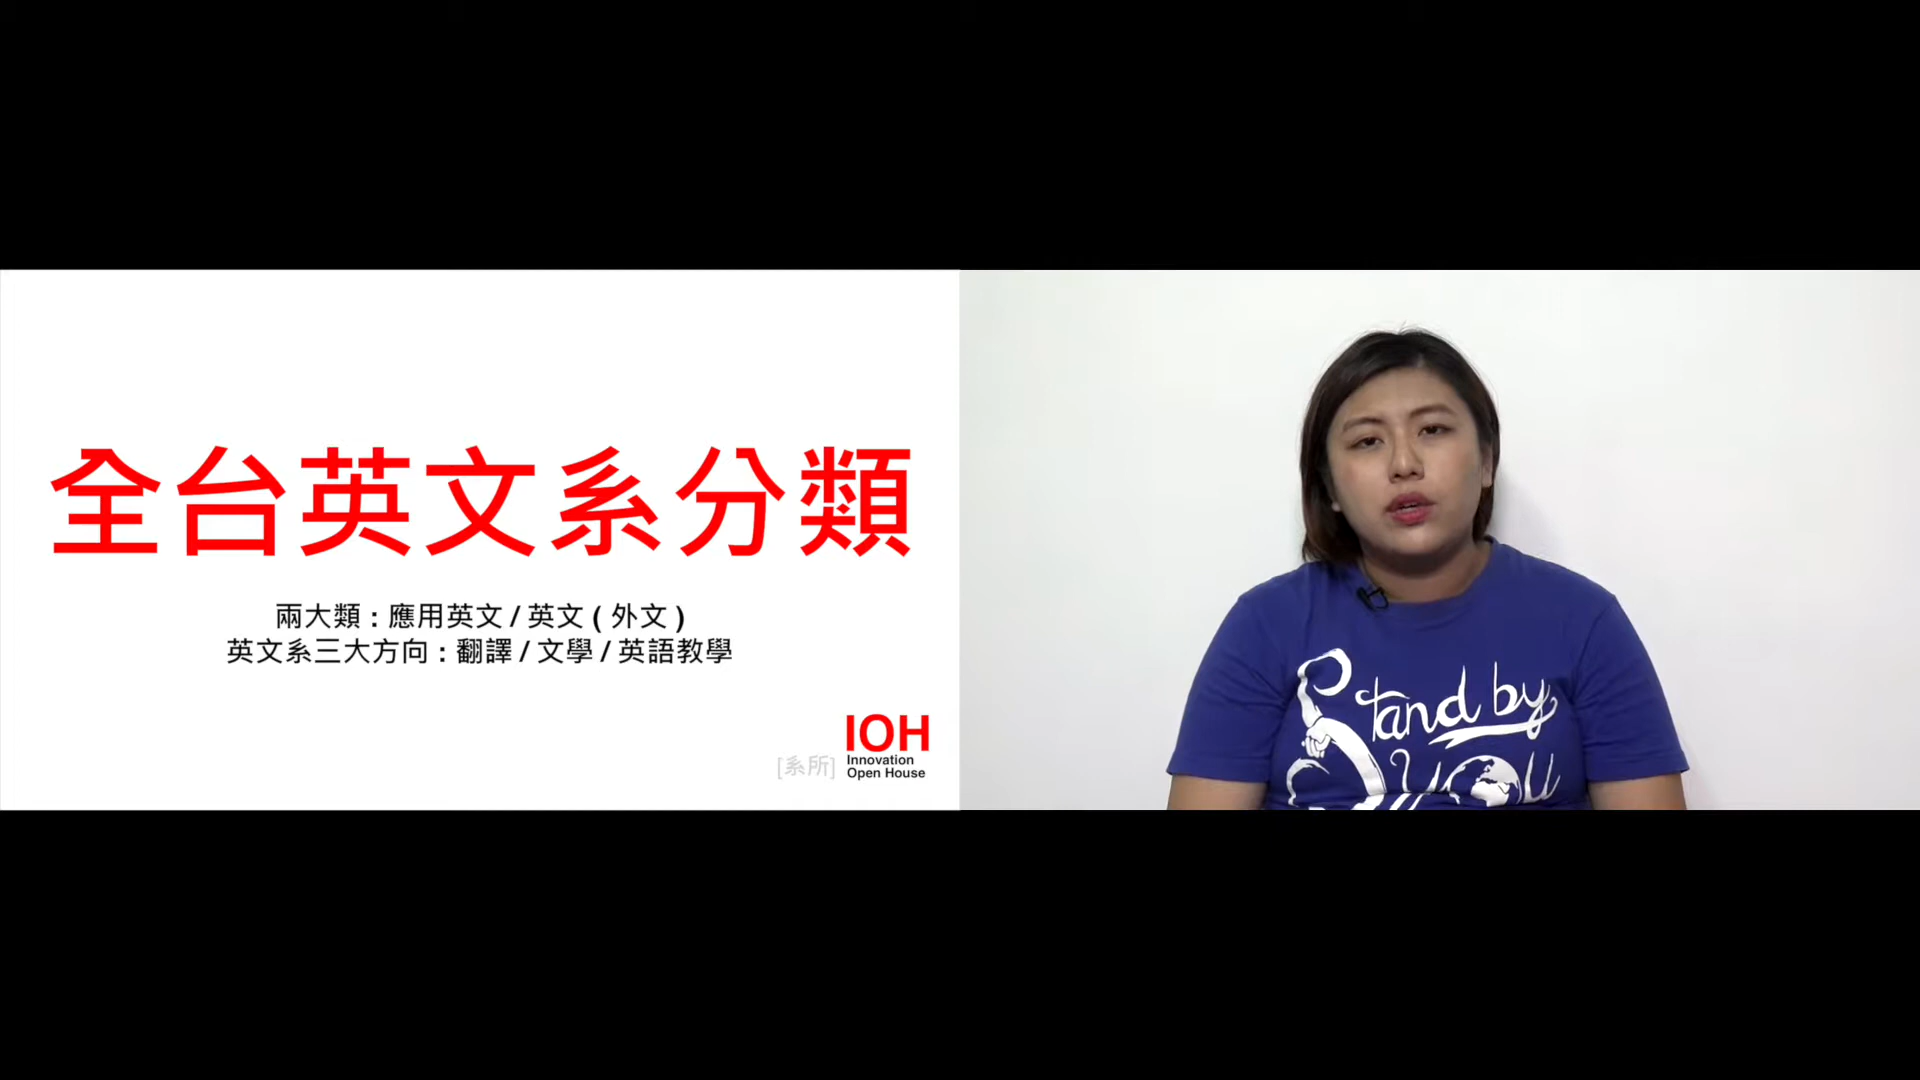 全台英文系分類
兩大類 : 應用英文 / 英文 ( 外文 )
英文系三大方向 : 翻譯 / 文學 / 英語教學
[系所]
IOH
Innovation
Open House
Stand by
you